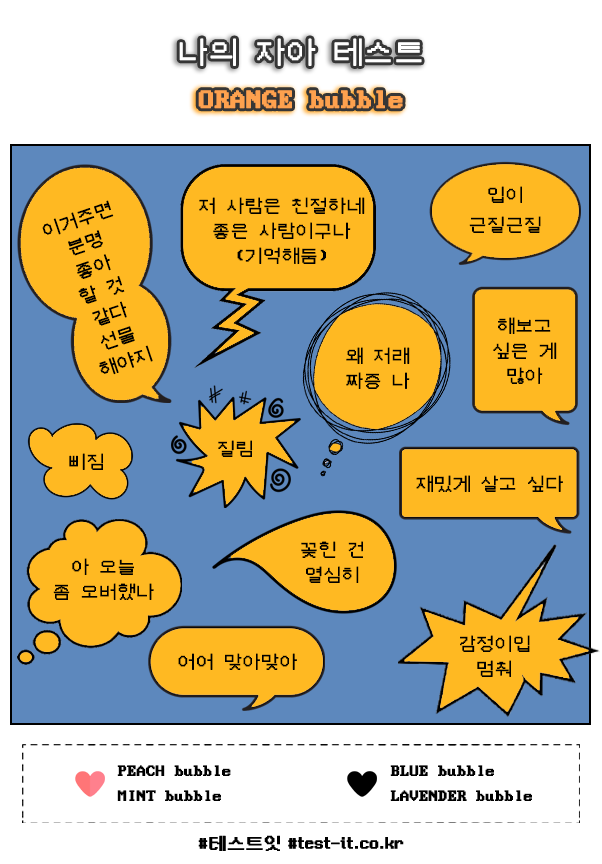 나의 자아 테스트
ORANGE bubble
이거주면
분명
좋아
할 것
같다
선물
해야지
저 사람은 친절하네
좋은 사람이구나
(기억해둠)
입이
근질근질
해보고
싶은 게
많아
왜 저래
짜증 나
삐짐
질림
재밌게 살고 싶다
아 오늘
좀 오버했나
꽂힌 건
열심히
어어 맞아맞아
감정이입
멈춰
PEACH bubble
MINT bubble
BLUE bubble
LAVENDER bubble
#테스트잇 #test-it.co.kr